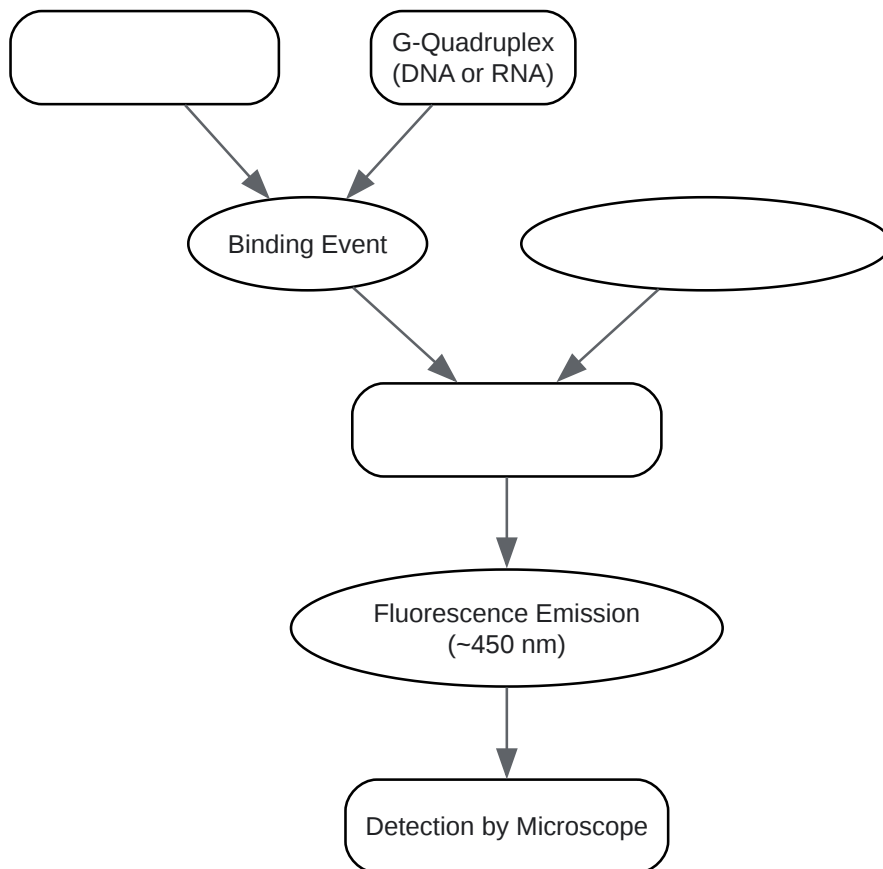 G-Quadruplex
(DNA or RNA)
Binding Event
Fluorescence Emission
(~450 nm)
Detection by Microscope